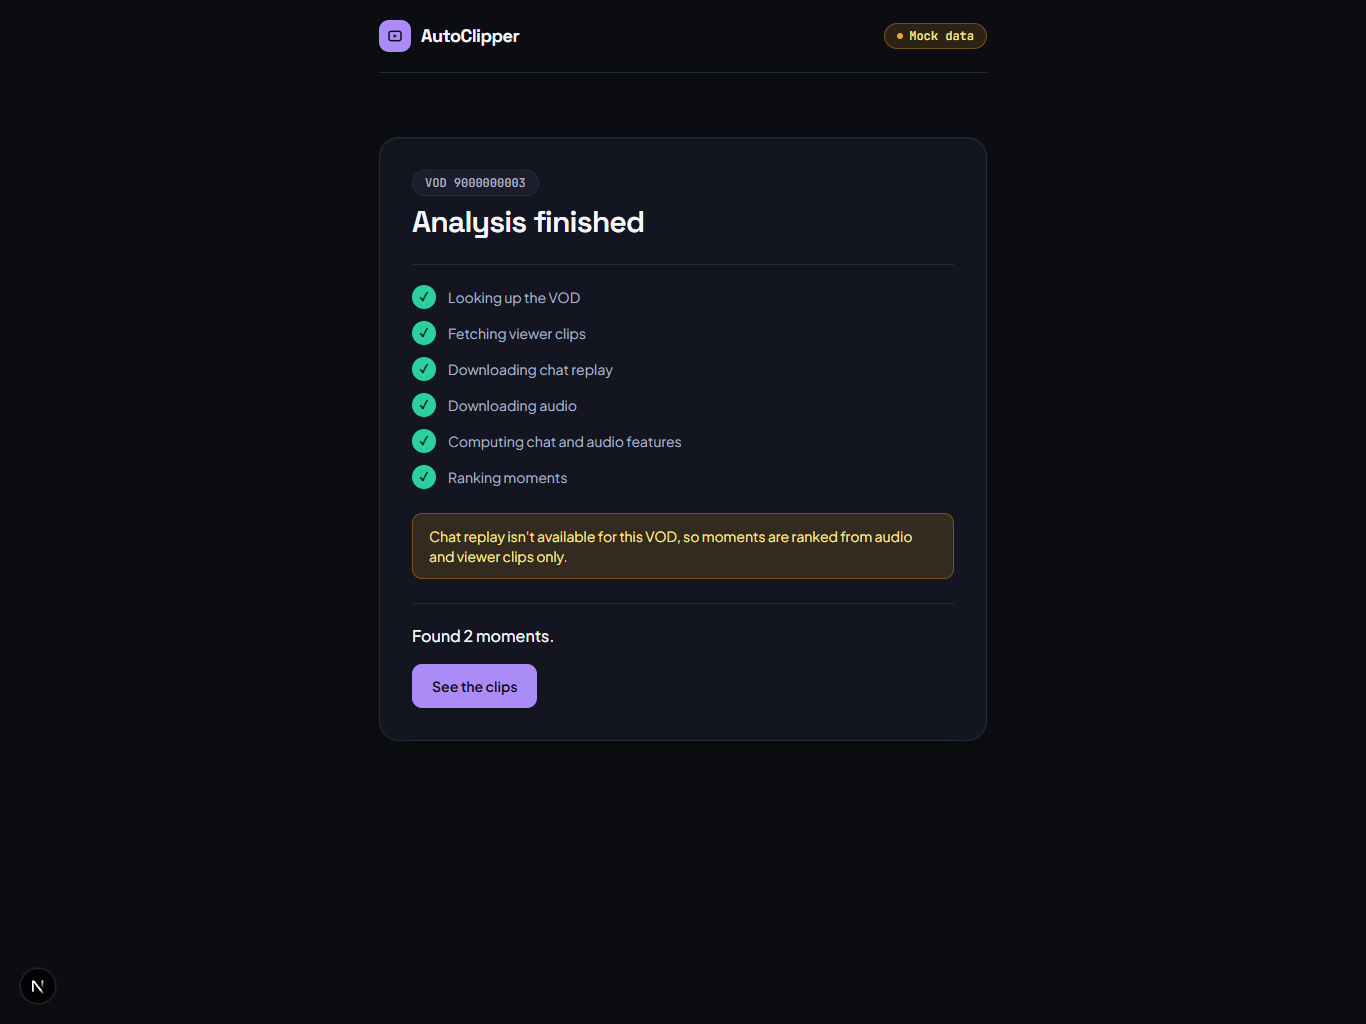 AutoClipper
Mock data
VOD 9000000003
Analysis finished
Looking up the VOD
Fetching viewer clips
Downloading chat replay
Downloading audio
Computing chat and audio features
Ranking moments
Chat replay isn't available for this VOD, so moments are ranked from audio
and viewer clips only.
Found 2 moments.
See the clips
N